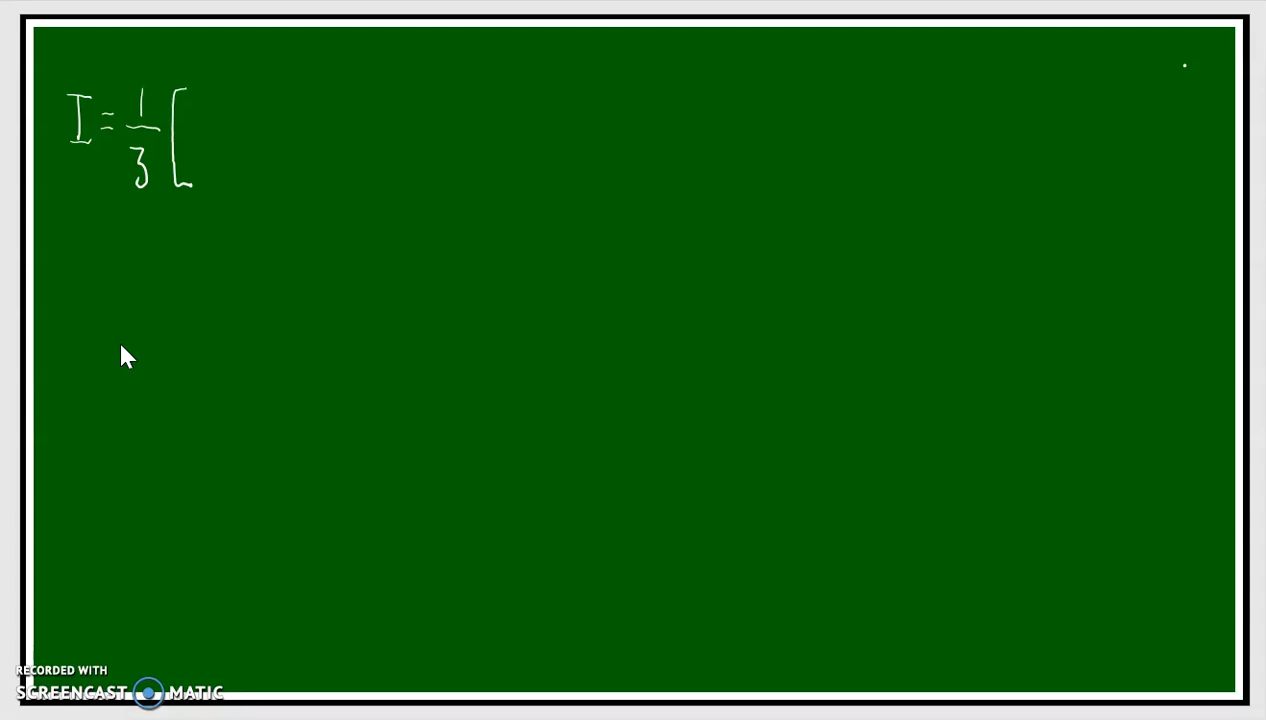 I = 1/3 [
RECORDED WITH
SCREENCAST MATIC